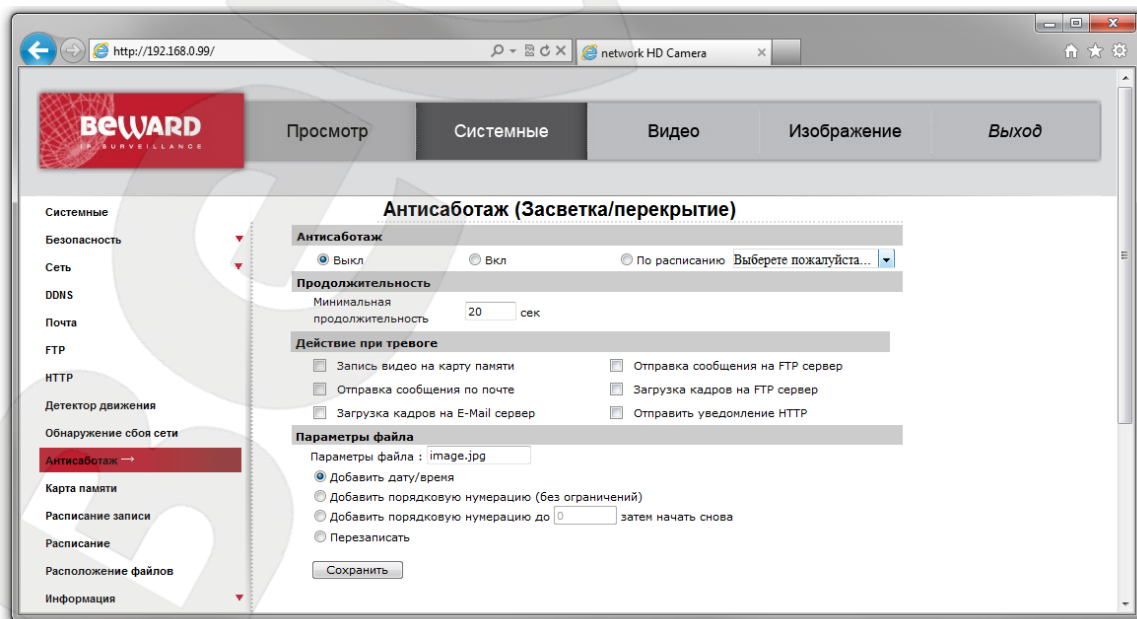 http://192.168.0.99/
network HD Camera
BEWARD
IP SURVEILLANCE
Просмотр
Системные
Видео
Изображение
Выход
Системные
Безопасность
Сеть
DDNS
Почта
FTP
HTTP
Детектор движения
Обнаружение сбоя сети
Антисаботаж →
Карта памяти
Расписание записи
Расписание
Расположение файлов
Информация
Антисаботаж (Засветка/перекрытие)
Антисаботаж
Выкл Вкл По расписанию Выберете пожалуйста...
Продолжительность
Минимальная
продолжительность 20 сек
Действие при тревоге
Запись видео на карту памяти Отправка сообщения на FTP сервер
Отправка сообщения по почте Загрузка кадров на FTP сервер
Загрузка кадров на E-Mail сервер Отправить уведомление HTTP
Параметры файла
Параметры файла : image.jpg
Добавить дату/время
Добавить порядковую нумерацию (без ограничений)
Добавить порядковую нумерацию до 0 затем начать снова
Перезаписать
Сохранить